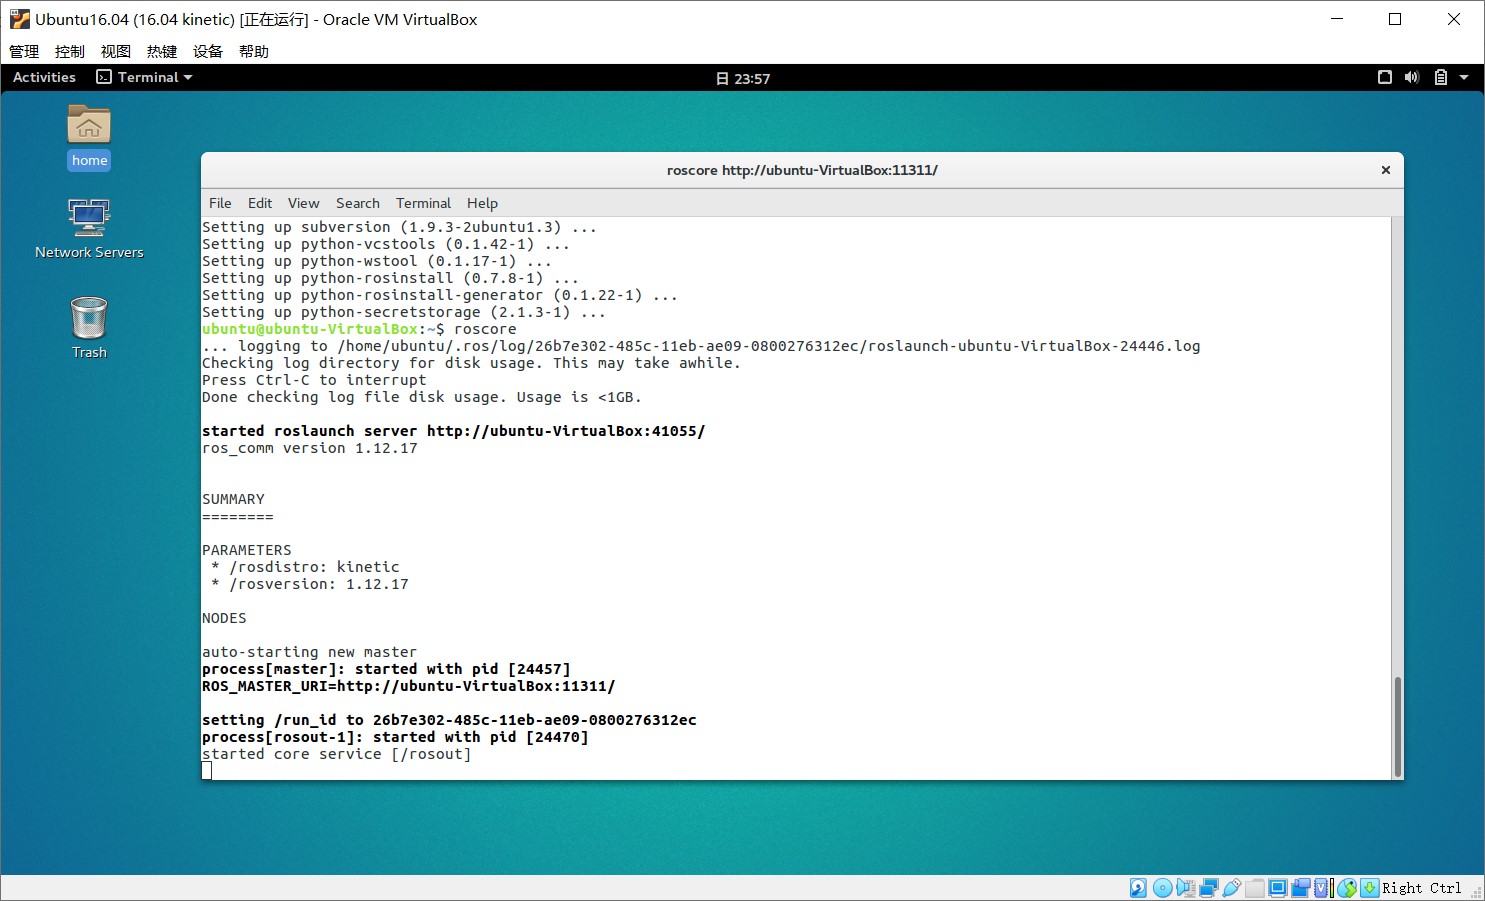 Ubuntu16.04 (16.04 kinetic) [正在运行] - Oracle VM VirtualBox
管理 控制 视图 热键 设备 帮助
Activities Terminal 日 23:57
home
Network Servers
Trash
roscore http://ubuntu-VirtualBox:11311/
File Edit View Search Terminal Help
Setting up subversion (1.9.3-2ubuntu1.3) ...
Setting up python-vcstools (0.1.42-1) ...
Setting up python-wstool (0.1.17-1) ...
Setting up python-rosinstall (0.7.8-1) ...
Setting up python-rosinstall-generator (0.1.22-1) ...
Setting up python-secretstorage (2.1.3-1) ...
ubuntu@ubuntu-VirtualBox:~$ roscore
... logging to /home/ubuntu/.ros/log/26b7e302-485c-11eb-ae09-0800276312ec/roslaunch-ubuntu-VirtualBox-24446.log
Checking log directory for disk usage. This may take awhile.
Press Ctrl-C to interrupt
Done checking log file disk usage. Usage is <1GB.
started roslaunch server http://ubuntu-VirtualBox:41055/
ros_comm version 1.12.17
SUMMARY
========
PARAMETERS
* /rosdistro: kinetic
* /rosversion: 1.12.17
NODES
auto-starting new master
process[master]: started with pid [24457]
ROS_MASTER_URI=http://ubuntu-VirtualBox:11311/
setting /run_id to 26b7e302-485c-11eb-ae09-0800276312ec
process[rosout-1]: started with pid [24470]
started core service [/rosout]
Right Ctrl